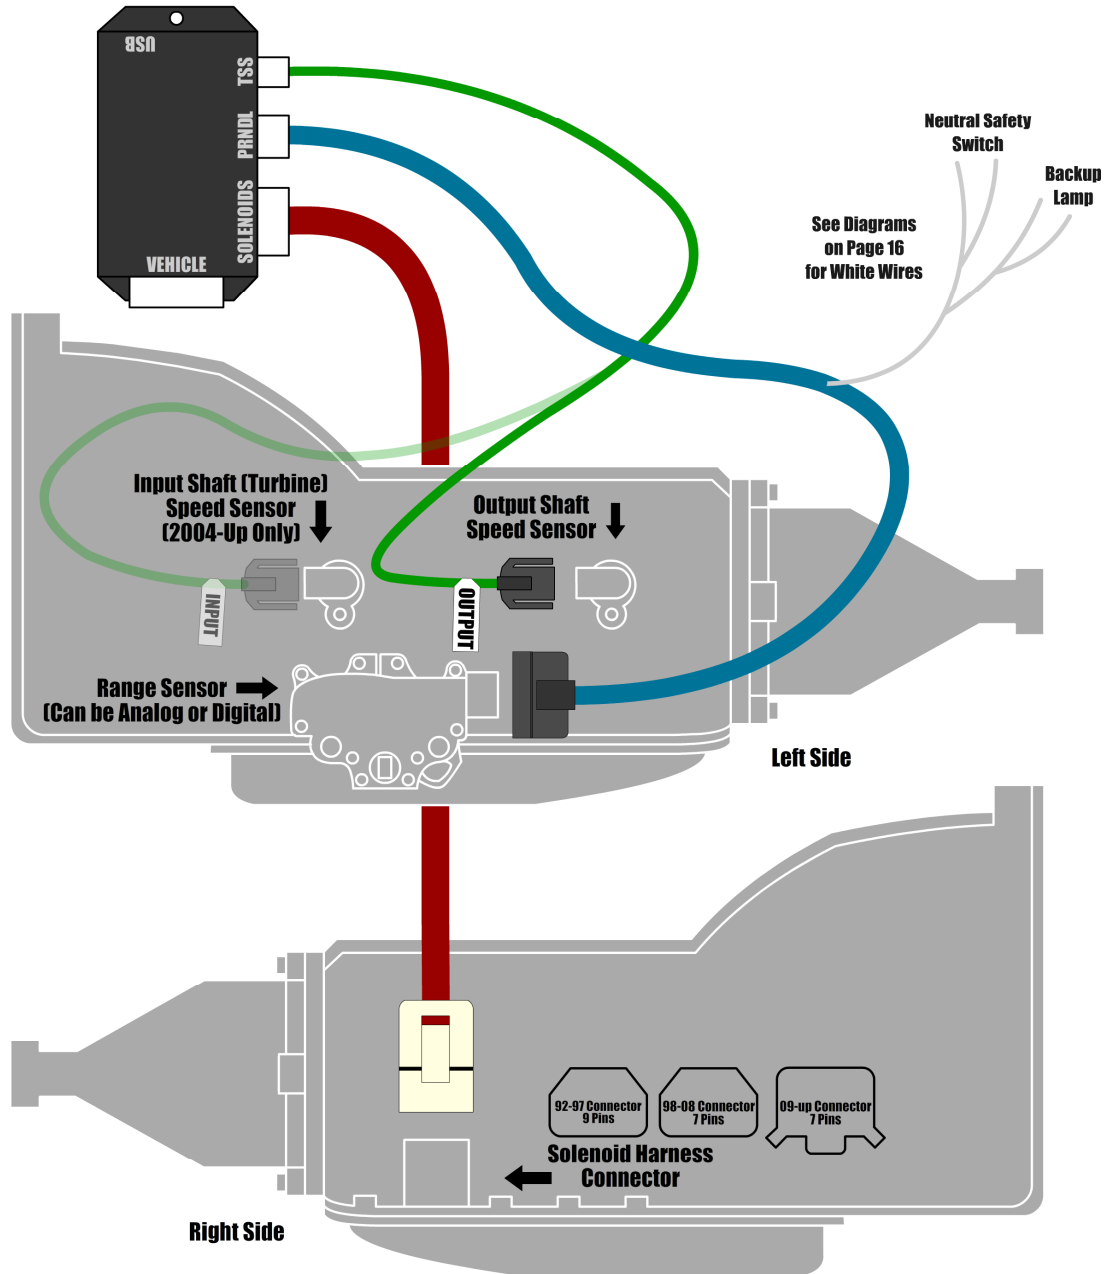 USB
TSS
PRNDL
SOLENOIDS
VEHICLE
Neutral Safety
Switch
Backup
Lamp
See Diagrams
on Page 16
for White Wires
Input Shaft (Turbine)
Speed Sensor
(2004-Up Only)
Output Shaft
Speed Sensor
INPUT
OUTPUT
Range Sensor
(Can be Analog or Digital)
Left Side
92-97 Connector
9 Pins
98-08 Connector
7 Pins
09-up Connector
7 Pins
Solenoid Harness
Connector
Right Side